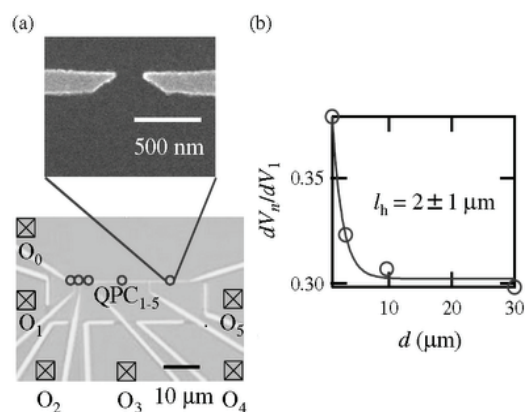 (a)
500 nm
O₀
QPC₁₋₅
O₁
O₅
O₂
O₃
O₄
10 μm
(b)
dVₙ/dV₁
0.35
0.30
lₕ = 2 ± 1 μm
0
10
20
30
d (μm)